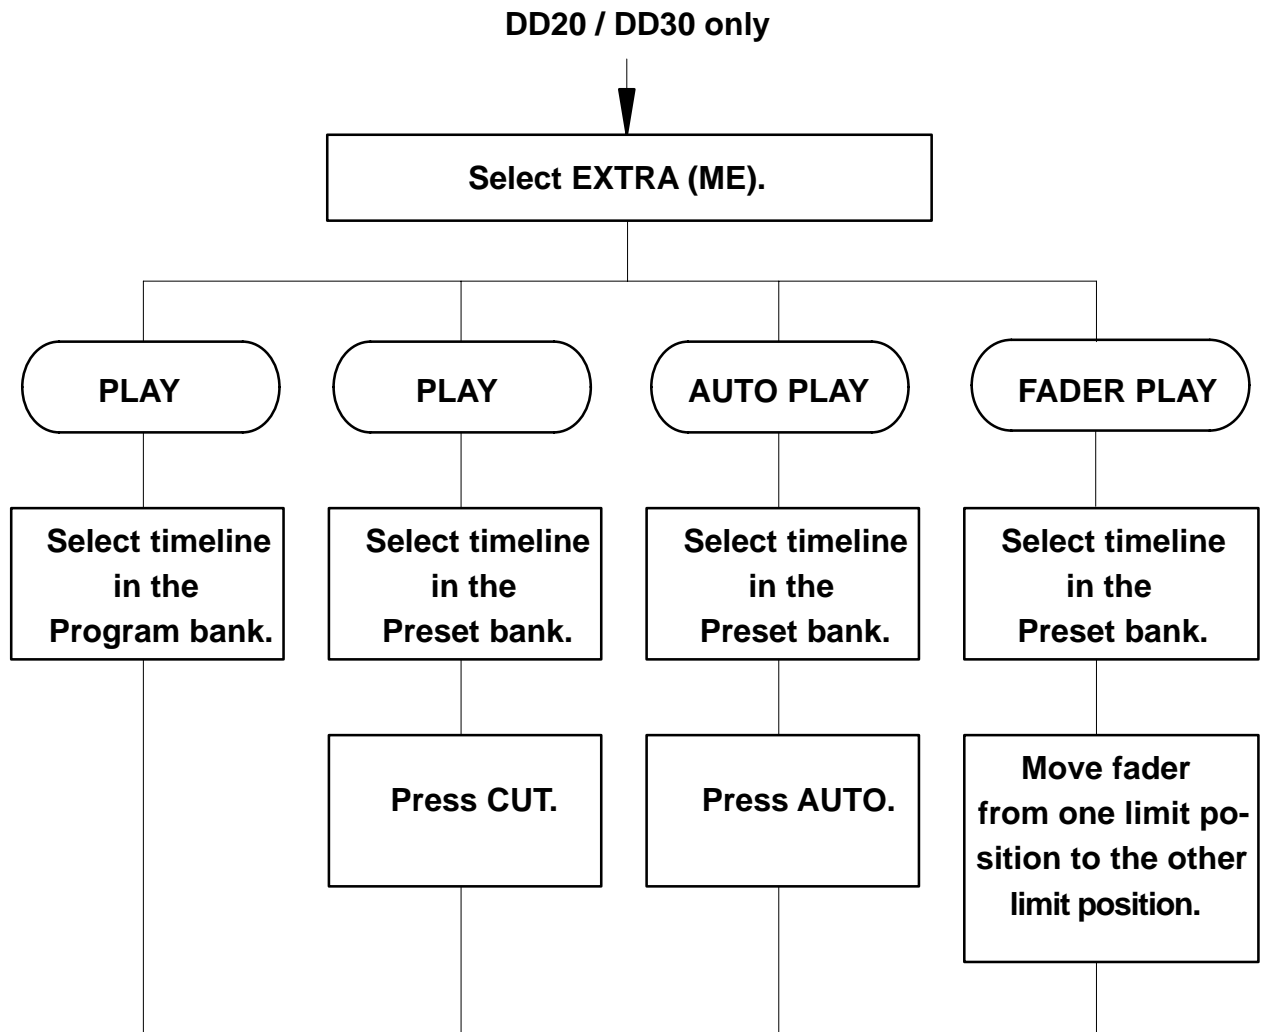 DD20 / DD30 only
Select EXTRA (ME).
PLAY
PLAY
AUTO PLAY
FADER PLAY
Select timeline
in the
Program bank.
Select timeline
in the
Preset bank.
Select timeline
in the
Preset bank.
Select timeline
in the
Preset bank.
Press CUT.
Press AUTO.
Move fader
from one limit po-
sition to the other
limit position.